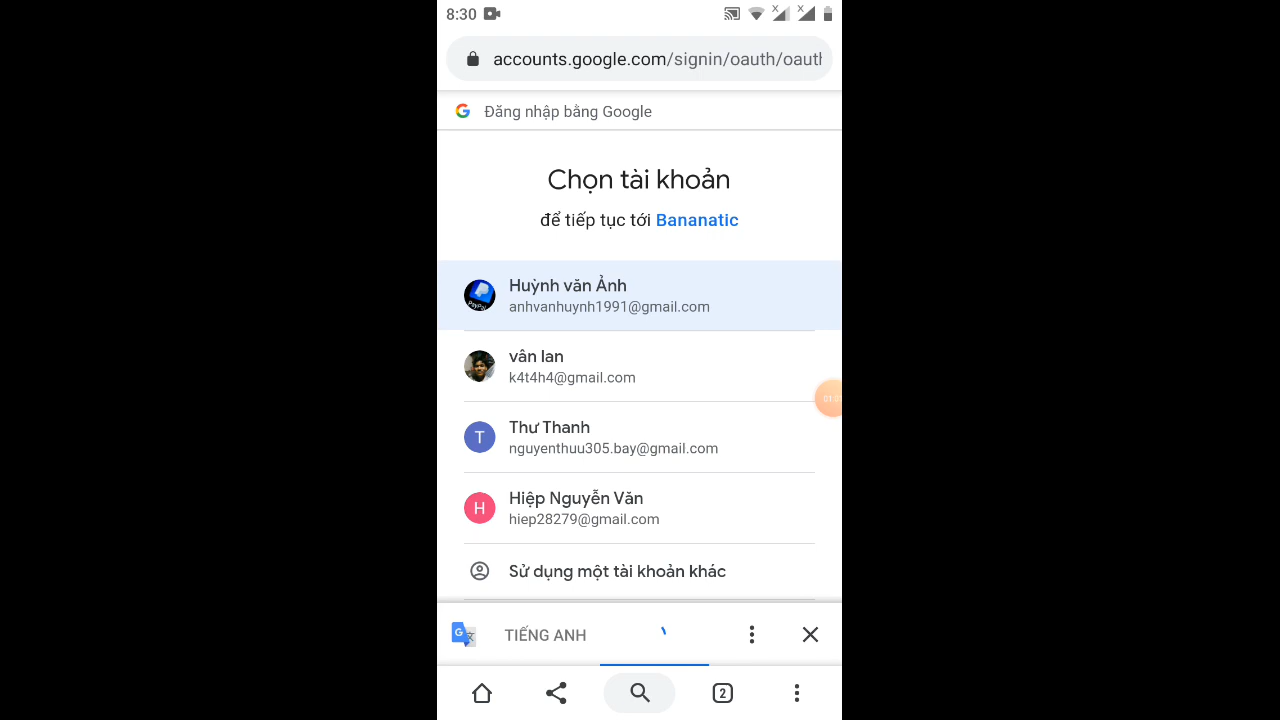 8:30
accounts.google.com/signin/oauth/oauth
Đăng nhập bằng Google
Chọn tài khoản
để tiếp tục tới Bananatic
Huỳnh văn Ảnh
anhvanhuynh1991@gmail.com
vân lan
k4t4h4@gmail.com
T
Thư Thanh
nguyenthuu305.bay@gmail.com
H
Hiệp Nguyễn Văn
hiep28279@gmail.com
Sử dụng một tài khoản khác
TIẾNG ANH
2